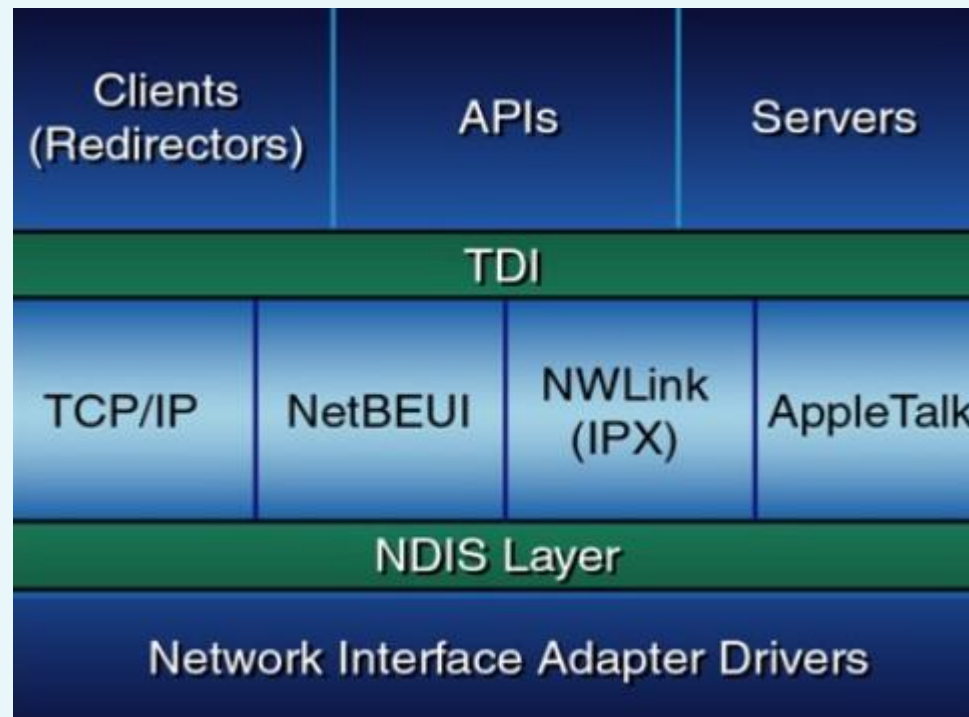 Clients
(Redirectors)
APIs
Servers
TDI
TCP/IP
NetBEUI
NWLink
(IPX)
AppleTalk
NDIS Layer
Network Interface Adapter Drivers